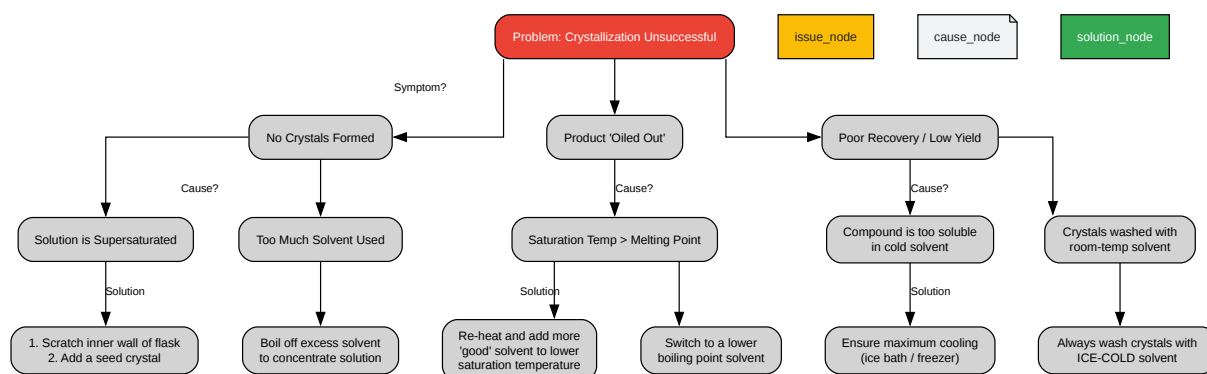 Problem: Crystallization Unsuccessful
issue_node
cause_node
solution_node
Symptom?
No Crystals Formed
Product 'Oiled Out'
Poor Recovery / Low Yield
Cause?
Cause?
Cause?
Solution is Supersaturated
Too Much Solvent Used
Saturation Temp > Melting Point
Compound is too soluble
in cold solvent
Crystals washed with
room-temp solvent
Solution
Solution
Solution
1. Scratch inner wall of flask
2. Add a seed crystal
Boil off excess solvent
to concentrate solution
Re-heat and add more
'good' solvent to lower
saturation temperature
Switch to a lower
boiling point solvent
Ensure maximum cooling
(ice bath / freezer)
Always wash crystals with
ICE-COLD solvent